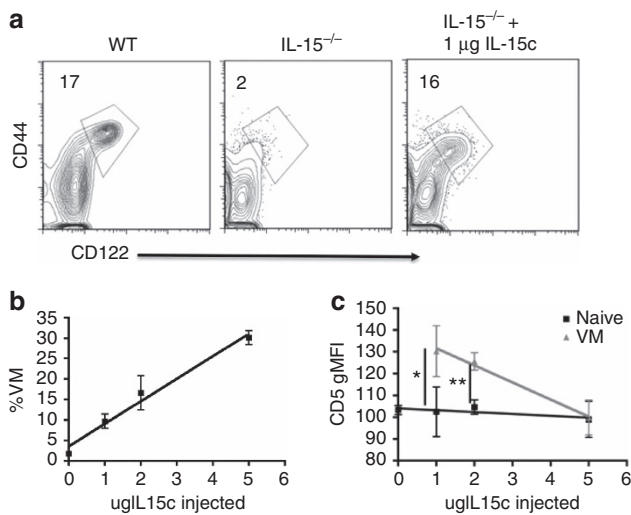 a
WT
IL-15−/−
IL-15−/− +
1 μg IL-15c
17
2
16
CD44
CD122
b
35
30
25
20
15
10
5
0
%VM
0 1 2 3 4 5 6
ugIL15c injected
c
150
140
130
120
110
100
90
80
CD5 gMFI
Naive
VM
*
**
0 1 2 3 4 5 6
ugIL15c injected